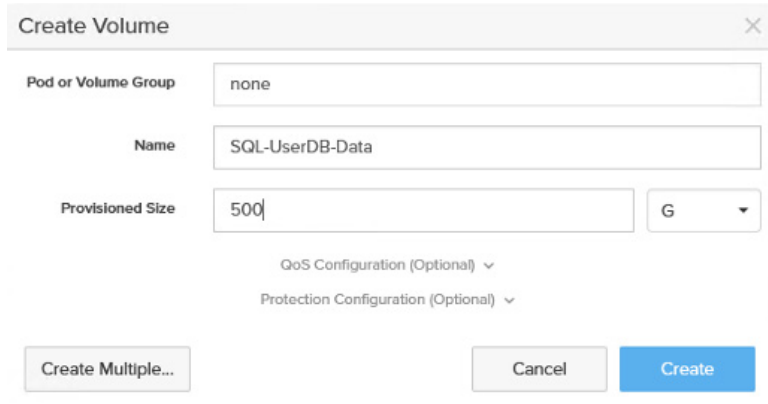 Create Volume
Pod or Volume Group none
Name SQL-UserDB-Data
Provisioned Size 500 G
QoS Configuration (Optional)
Protection Configuration (Optional)
Create Multiple... Cancel Create